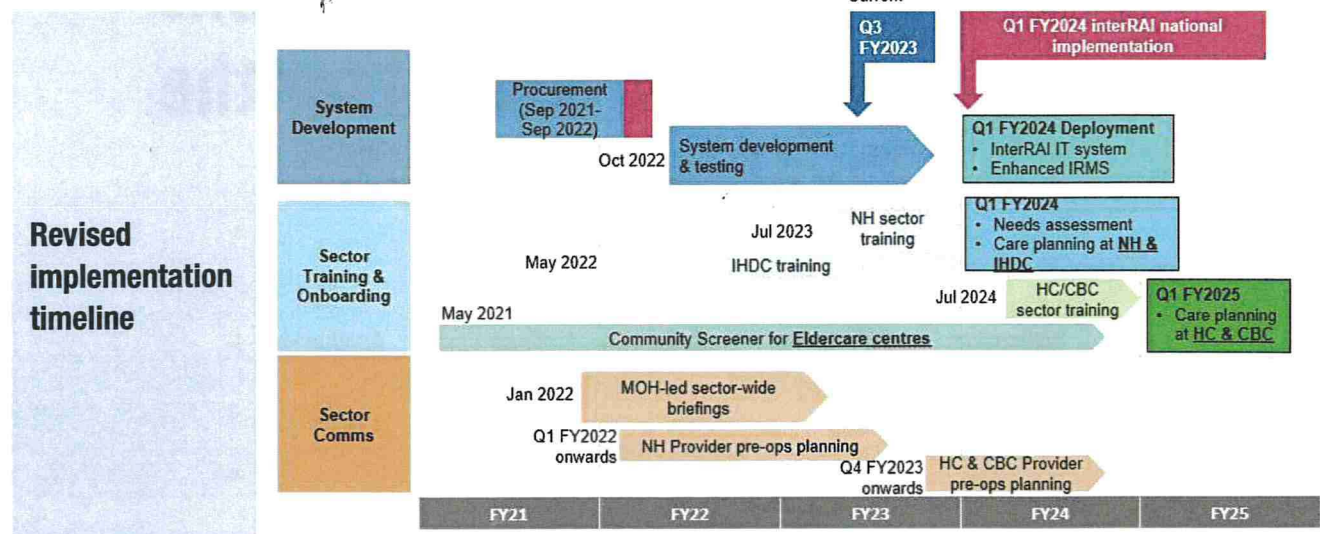 Revised
implementation
timeline
System
Development
Q3
FY2023
Q1 FY2024 interRAI national
implementation
Procurement
(Sep 2021-
Sep 2022)
Oct 2022
System development
& testing
Q1 FY2024 Deployment
• InterRAI IT system
• Enhanced IRMS
Sector
Training &
Onboarding
May 2022
Jul 2023
IHDC training
NH sector
training
Q1 FY2024
• Needs assessment
• Care planning at NH &
IHDC
Jul 2024
HC/CBC
sector training
Q1 FY2025
• Care planning
at HC & CBC
May 2021
Community Screener for Eldercare centres
Sector
Comms
Jan 2022
MOH-led sector-wide
briefings
Q1 FY2022
onwards
NH Provider pre-ops planning
Q4 FY2023
onwards
HC & CBC Provider
pre-ops planning
FY21
FY22
FY23
FY24
FY25